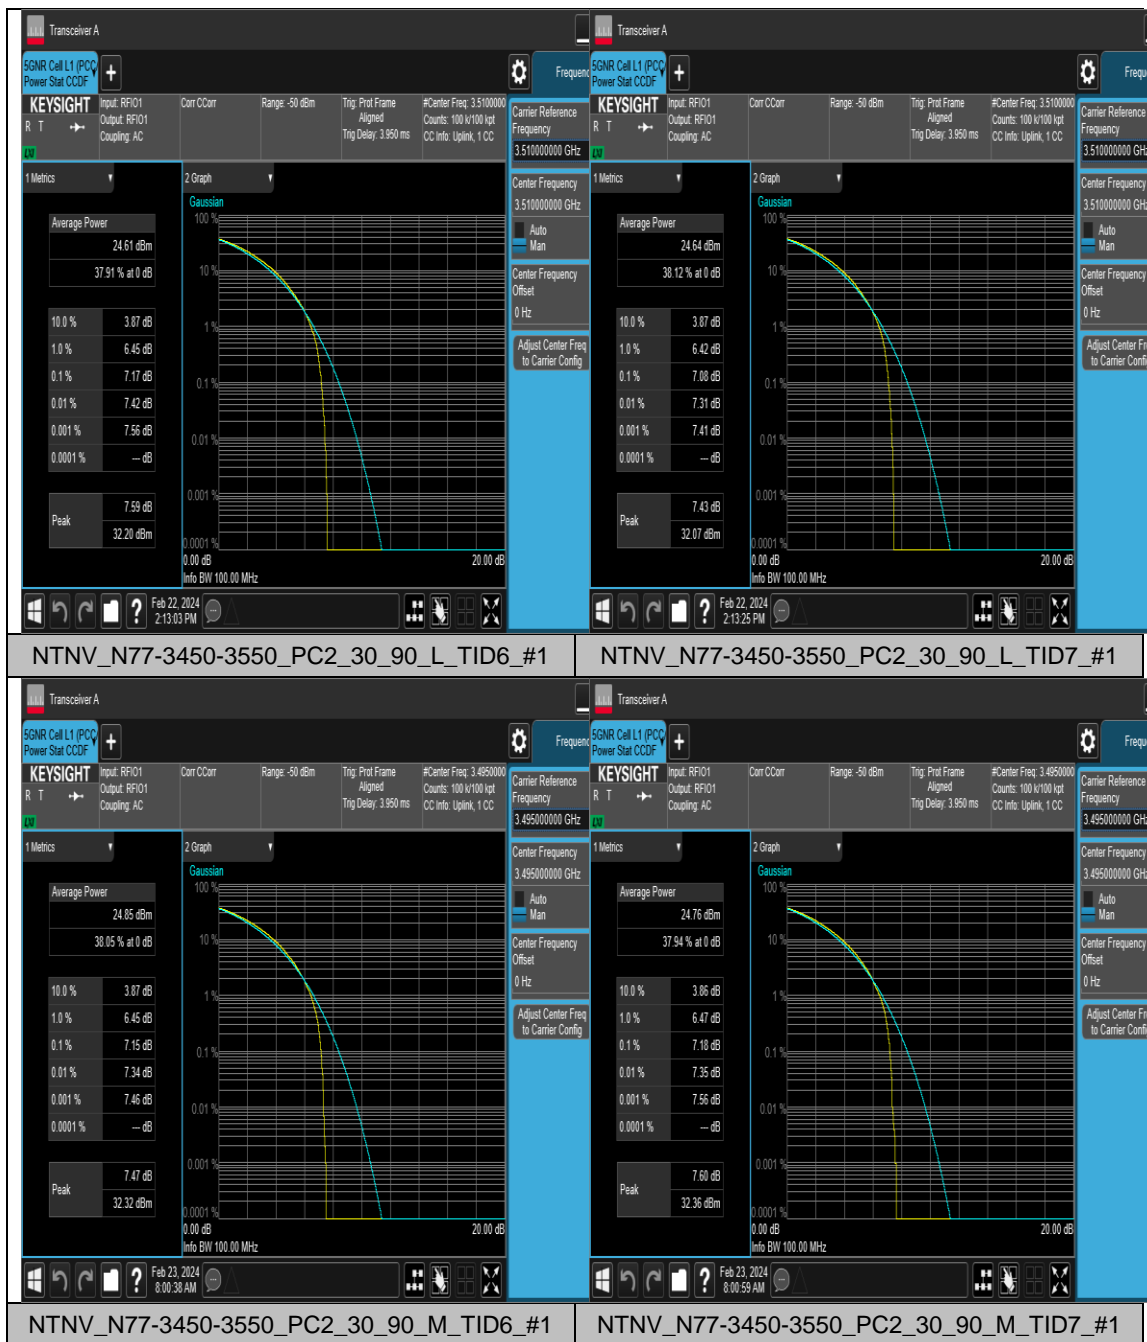 Transceiver A
5GNR Cell L1 (PCC
Power Stat CCDF
+
Frequenc
KEYSIGHT
R T
LXI
Input: RFIO1
Output: RFIO1
Coupling: AC
Corr CCorr
Range: -50 dBm
Trig: Prot Frame
Aligned
Trig Delay: 3.950 ms
#Center Freq: 3.5100000
Counts: 100 k/100 kpt
CC Info: Uplink, 1 CC
Carrier Reference
Frequency
3.510000000 GHz
Center Frequency
3.510000000 GHz
Auto
Man
Center Frequency
Offset
0 Hz
Adjust Center Freq
to Carrier Config
1 Metrics
Average Power
24.61 dBm
37.91 % at 0 dB
10.0 % 3.87 dB
1.0 % 6.45 dB
0.1 % 7.17 dB
0.01 % 7.42 dB
0.001 % 7.56 dB
0.0001 % --- dB
Peak
7.59 dB
32.20 dBm
2 Graph
Gaussian
100 %
10 %
1 %
0.1 %
0.01 %
0.001 %
0.0001 %
0.00 dB 20.00 dB
Info BW 100.00 MHz
?
Feb 22, 2024
2:13:03 PM
NTNV_N77-3450-3550_PC2_30_90_L_TID6_#1
Transceiver A
5GNR Cell L1 (PCC
Power Stat CCDF
+
Frequ
KEYSIGHT
R T
LXI
Input: RFIO1
Output: RFIO1
Coupling: AC
Corr CCorr
Range: -50 dBm
Trig: Prot Frame
Aligned
Trig Delay: 3.950 ms
#Center Freq: 3.5100000
Counts: 100 k/100 kpt
CC Info: Uplink, 1 CC
Carrier Reference
Frequency
3.510000000 GHz
Center Frequency
3.510000000 GHz
Auto
Man
Center Frequency
Offset
0 Hz
Adjust Center Fre
to Carrier Confi
1 Metrics
Average Power
24.64 dBm
38.12 % at 0 dB
10.0 % 3.87 dB
1.0 % 6.42 dB
0.1 % 7.08 dB
0.01 % 7.31 dB
0.001 % 7.41 dB
0.0001 % --- dB
Peak
7.43 dB
32.07 dBm
2 Graph
Gaussian
100 %
10 %
1 %
0.1 %
0.01 %
0.001 %
0.0001 %
0.00 dB 20.00 dB
Info BW 100.00 MHz
?
Feb 22, 2024
2:13:25 PM
NTNV_N77-3450-3550_PC2_30_90_L_TID7_#1
Transceiver A
5GNR Cell L1 (PCC
Power Stat CCDF
+
Frequenc
KEYSIGHT
R T
LXI
Input: RFIO1
Output: RFIO1
Coupling: AC
Corr CCorr
Range: -50 dBm
Trig: Prot Frame
Aligned
Trig Delay: 3.950 ms
#Center Freq: 3.4950000
Counts: 100 k/100 kpt
CC Info: Uplink, 1 CC
Carrier Reference
Frequency
3.495000000 GHz
Center Frequency
3.495000000 GHz
Auto
Man
Center Frequency
Offset
0 Hz
Adjust Center Freq
to Carrier Config
1 Metrics
Average Power
24.85 dBm
38.05 % at 0 dB
10.0 % 3.87 dB
1.0 % 6.45 dB
0.1 % 7.15 dB
0.01 % 7.34 dB
0.001 % 7.46 dB
0.0001 % --- dB
Peak
7.47 dB
32.32 dBm
2 Graph
Gaussian
100 %
10 %
1 %
0.1 %
0.01 %
0.001 %
0.0001 %
0.00 dB 20.00 dB
Info BW 100.00 MHz
?
Feb 23, 2024
8:00:38 AM
NTNV_N77-3450-3550_PC2_30_90_M_TID6_#1
Transceiver A
5GNR Cell L1 (PCC
Power Stat CCDF
+
Frequ
KEYSIGHT
R T
LXI
Input: RFIO1
Output: RFIO1
Coupling: AC
Corr CCorr
Range: -50 dBm
Trig: Prot Frame
Aligned
Trig Delay: 3.950 ms
#Center Freq: 3.4950000
Counts: 100 k/100 kpt
CC Info: Uplink, 1 CC
Carrier Reference
Frequency
3.495000000 GHz
Center Frequency
3.495000000 GHz
Auto
Man
Center Frequency
Offset
0 Hz
Adjust Center Fre
to Carrier Confi
1 Metrics
Average Power
24.76 dBm
37.94 % at 0 dB
10.0 % 3.86 dB
1.0 % 6.47 dB
0.1 % 7.18 dB
0.01 % 7.35 dB
0.001 % 7.56 dB
0.0001 % --- dB
Peak
7.60 dB
32.36 dBm
2 Graph
Gaussian
100 %
10 %
1 %
0.1 %
0.01 %
0.001 %
0.0001 %
0.00 dB 20.00 dB
Info BW 100.00 MHz
?
Feb 23, 2024
8:00:59 AM
NTNV_N77-3450-3550_PC2_30_90_M_TID7_#1